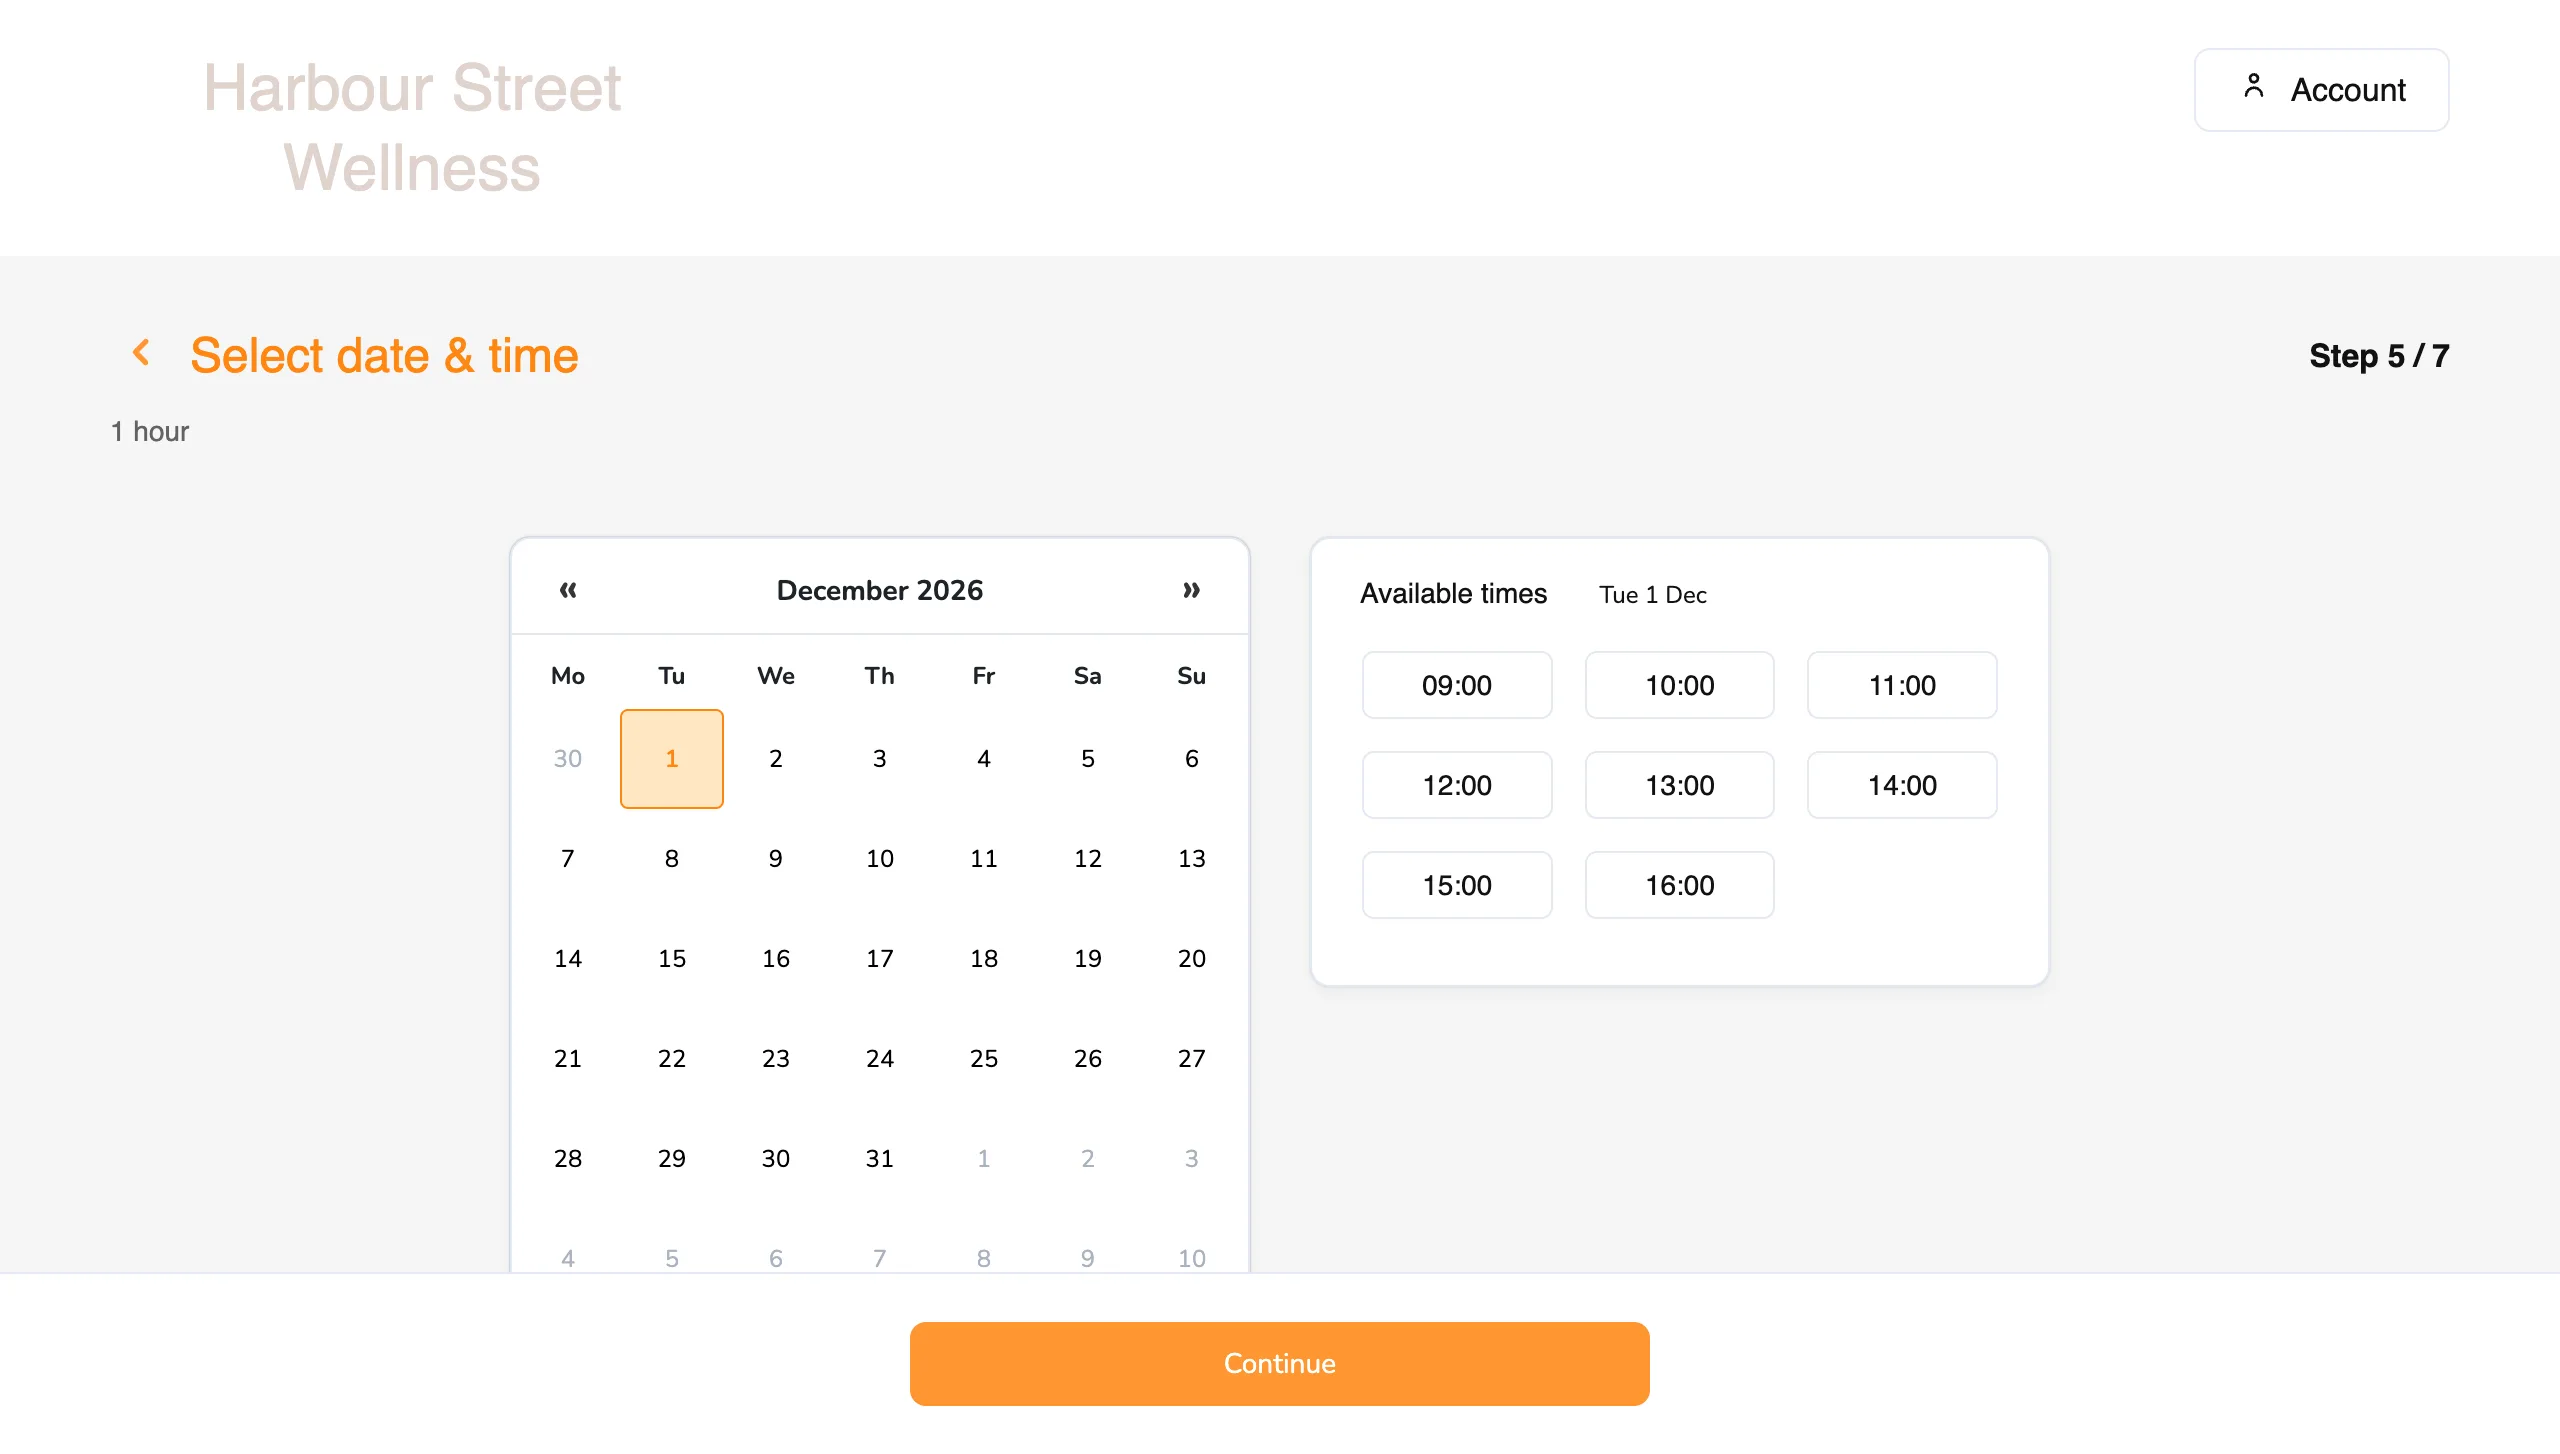 Harbour Street
Wellness
Account
Select date & time
Step 5 / 7
1 hour
« December 2026 »
Mo Tu We Th Fr Sa Su
30 1 2 3 4 5 6
7 8 9 10 11 12 13
14 15 16 17 18 19 20
21 22 23 24 25 26 27
28 29 30 31 1 2 3
4 5 6 7 8 9 10
Available times Tue 1 Dec
09:00 10:00 11:00
12:00 13:00 14:00
15:00 16:00
Continue